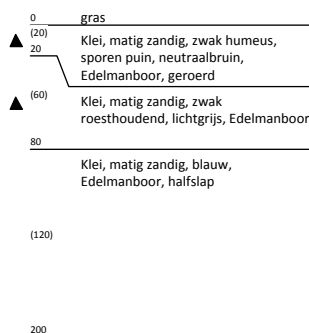 0 gras
(20)
Klei, matig zandig, zwak humeus,
20
sporen puin, neutraalbruin,
Edelmanboor, geroerd
(60)
Klei, matig zandig, zwak
roesthoudend, lichtgrijs, Edelmanboor
80
Klei, matig zandig, blauw,
Edelmanboor, halfslap
(120)
200